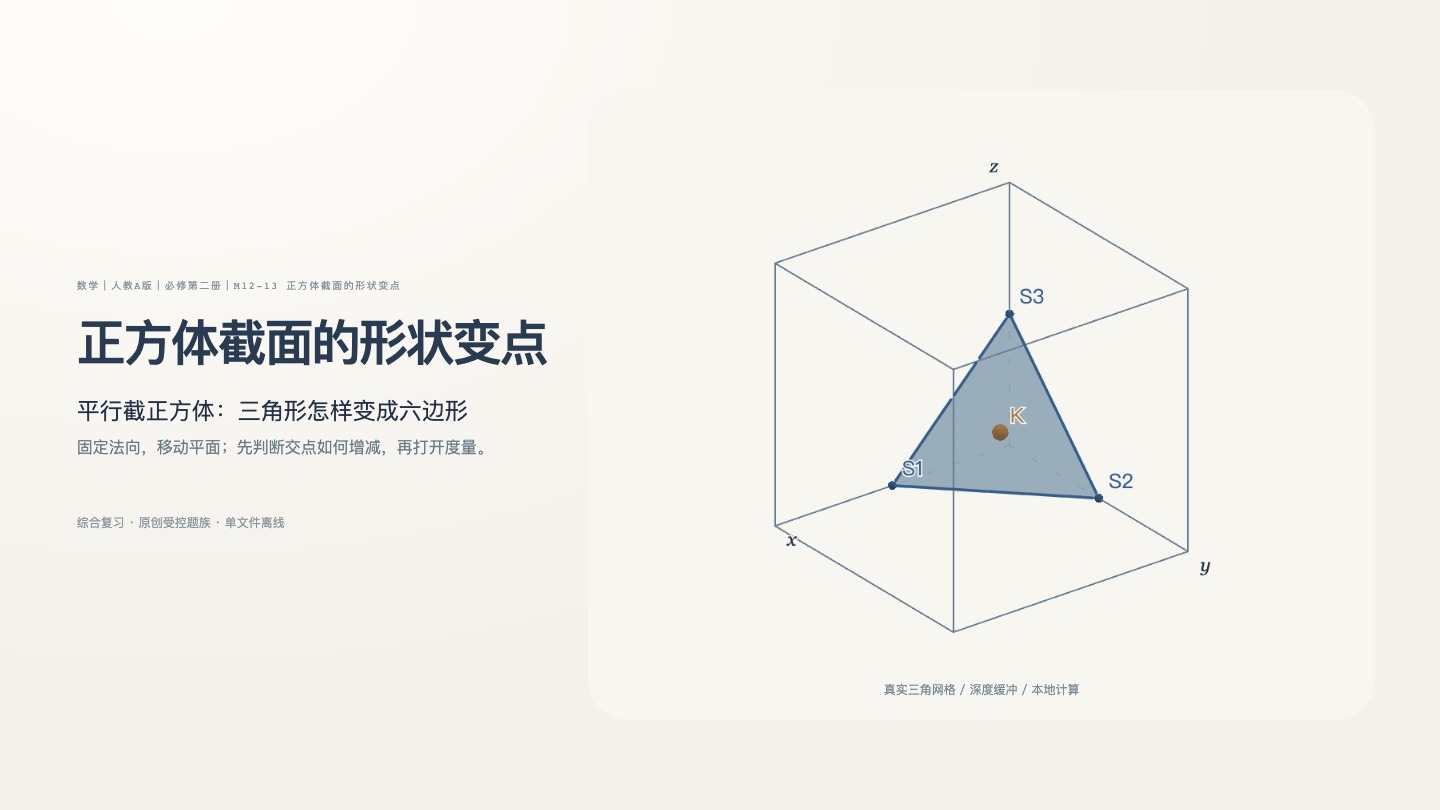 数学｜人教A版｜必修第二册｜M12-13 正方体截面的形状变点
正方体截面的形状变点
平行截正方体：三角形怎样变成六边形
固定法向，移动平面；先判断交点如何增减，再打开度量。
综合复习 · 原创受控题族 · 单文件离线
z
S3
K
S1
S2
x
y
真实三角网格 / 深度缓冲 / 本地计算